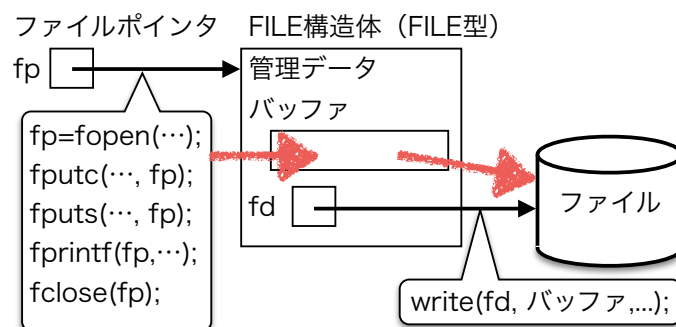 ファイルポインタ
FILE構造体（FILE型）
fp
管理データ
バッファ
fp=fopen(…);
fputc(…, fp);
fputs(…, fp);
fprintf(fp,…);
fclose(fp);
fd
ファイル
write(fd, バッファ,...);